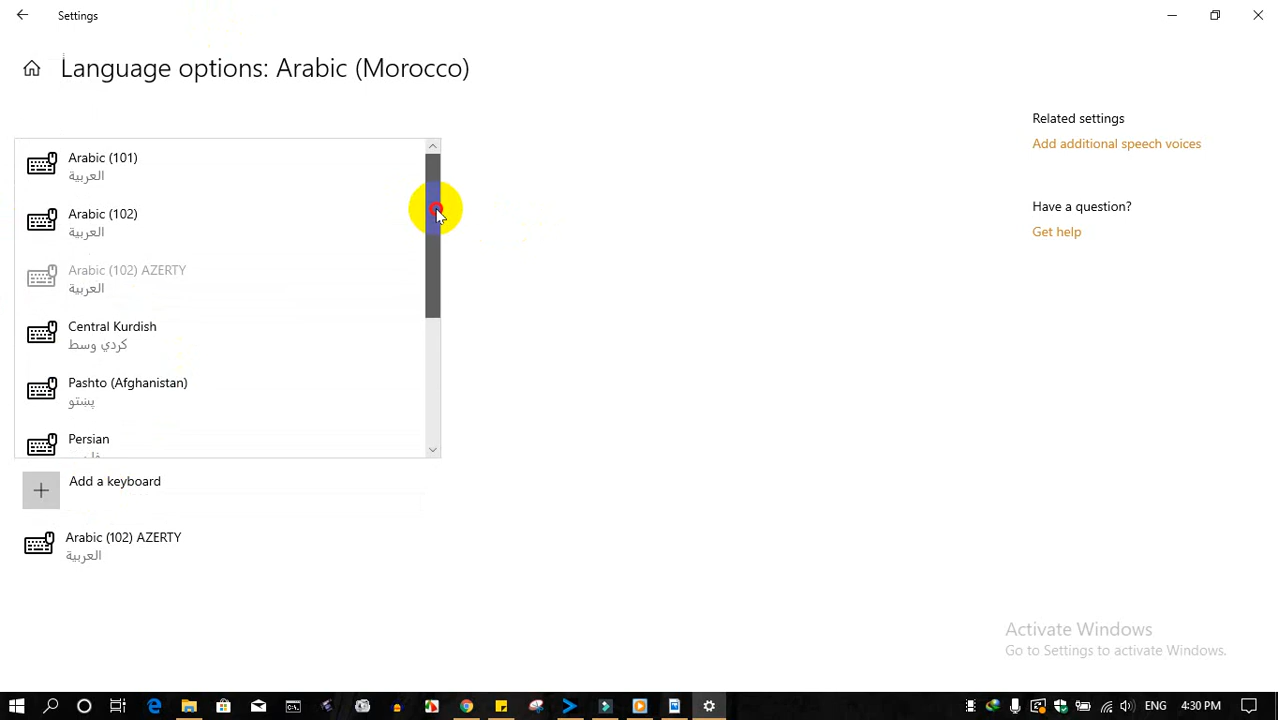 Settings
Language options: Arabic (Morocco)
Arabic (101)
العربية
Arabic (102)
العربية
Arabic (102) AZERTY
العربية
Central Kurdish
كردي وسط
Pashto (Afghanistan)
پښتو
Persian
Add a keyboard
Arabic (102) AZERTY
العربية
Related settings
Add additional speech voices
Have a question?
Get help
Activate Windows
Go to Settings to activate Windows.
ENG
4:30 PM